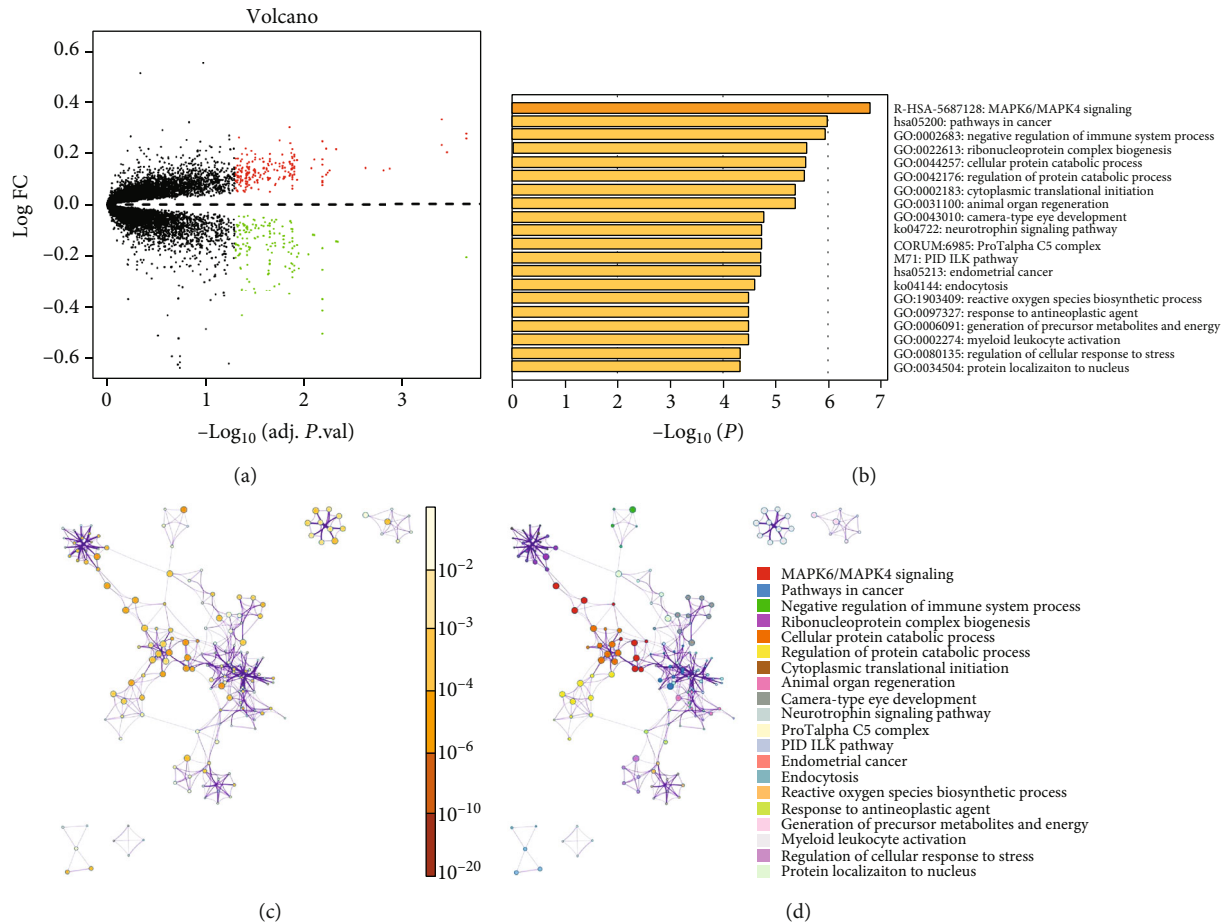 Volcano
0.6
0.4
0.2
0.0
−0.2
−0.4
−0.6
Log FC
0
1
2
3
−Log10 (adj. P.val)
(a)
R-HSA-5687128: MAPK6/MAPK4 signaling
hsa05200: pathways in cancer
GO:0002683: negative regulation of immune system process
GO:0022613: ribonucleoprotein complex biogenesis
GO:0044257: cellular protein catabolic process
GO:0042176: regulation of protein catabolic process
GO:0002183: cytoplasmic translational initiation
GO:0031100: animal organ regeneration
GO:0043010: camera-type eye development
ko04722: neurotrophin signaling pathway
CORUM:6985: ProTalpha C5 complex
M71: PID ILK pathway
hsa05213: endometrial cancer
ko04144: endocytosis
GO:1903409: reactive oxygen species biosynthetic process
GO:0097327: response to antineoplastic agent
GO:0006091: generation of precursor metabolites and energy
GO:0002274: myeloid leukocyte activation
GO:0080135: regulation of cellular response to stress
GO:0034504: protein localizaiton to nucleus
0 1 2 3 4 5 6 7
−Log10 (P)
(b)
10−2
10−3
10−4
10−6
10−10
10−20
(c)
MAPK6/MAPK4 signaling
Pathways in cancer
Negative regulation of immune system process
Ribonucleoprotein complex biogenesis
Cellular protein catabolic process
Regulation of protein catabolic process
Cytoplasmic translational initiation
Animal organ regeneration
Camera-type eye development
Neurotrophin signaling pathway
ProTalpha C5 complex
PID ILK pathway
Endometrial cancer
Endocytosis
Reactive oxygen species biosynthetic process
Response to antineoplastic agent
Generation of precursor metabolites and energy
Myeloid leukocyte activation
Regulation of cellular response to stress
Protein localizaiton to nucleus
(d)